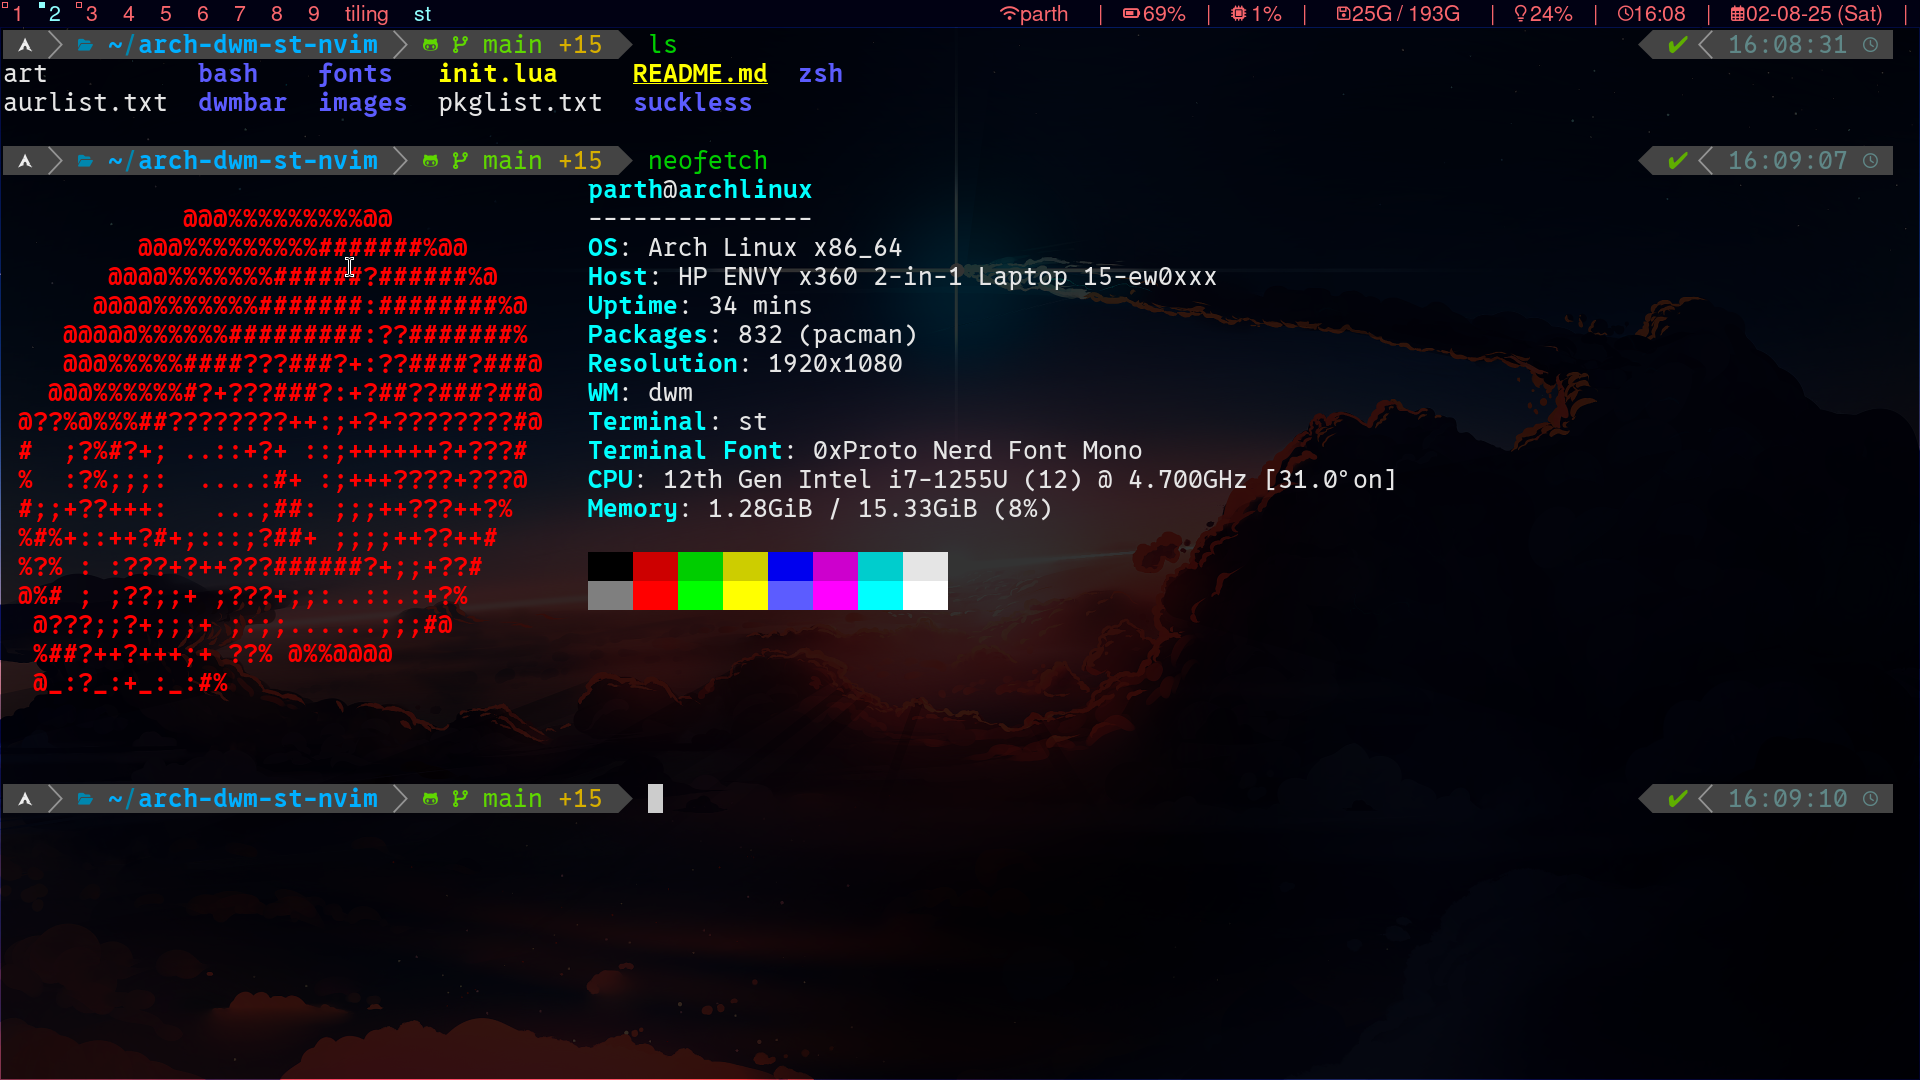 1 2 3 4 5 6 7 8 9 tiling st parth | 69% | 1% | 25G / 193G | 24% | 16:08 | 02-08-25 (Sat) |
~/arch-dwm-st-nvim main +15 ls ✔ 16:08:31
art bash fonts init.lua README.md zsh
aurlist.txt dwmbar images pkglist.txt suckless
~/arch-dwm-st-nvim main +15 neofetch ✔ 16:09:07
parth@archlinux
@@@%%%%%%%%%@@ ---------------
@@@%%%%%%%%%#######%@@ OS: Arch Linux x86_64
@@@@%%%%%%%######?######%@ Host: HP ENVY x360 2-in-1 Laptop 15-ew0xxx
@@@@%%%%%%%#######:########%@ Uptime: 34 mins
@@@@@%%%%%%#########:??#######% Packages: 832 (pacman)
@@@%%%%%####???###?+:??####?###@ Resolution: 1920x1080
@@@%%%%%%#?+???###?:+?##??###?##@ WM: dwm
@??%@%%%##????????++:;+?+????????#@ Terminal: st
#  ;?%#?+; ..::+?+ ::;++++++?+???# Terminal Font: 0xProto Nerd Font Mono
%  :?%;;;:  ....:#+ :;+++????+???@ CPU: 12th Gen Intel i7-1255U (12) @ 4.700GHz [31.0°on]
#;;+??+++:   ...;##: ;;;++???++?% Memory: 1.28GiB / 15.33GiB (8%)
%#%+::++?#+;:::;?##+ ;;;;++??++#
%?% : :???+?++???######?+;;+??#
@%# ; ;??;;+ ;???+;;:..::.:+?%
@???;;?+;;;+ ;:;;......;;;#@
%##?++?+++;+ ??% @%%@@@@
@_:?_:+_:_:#%
~/arch-dwm-st-nvim main +15 ✔ 16:09:10